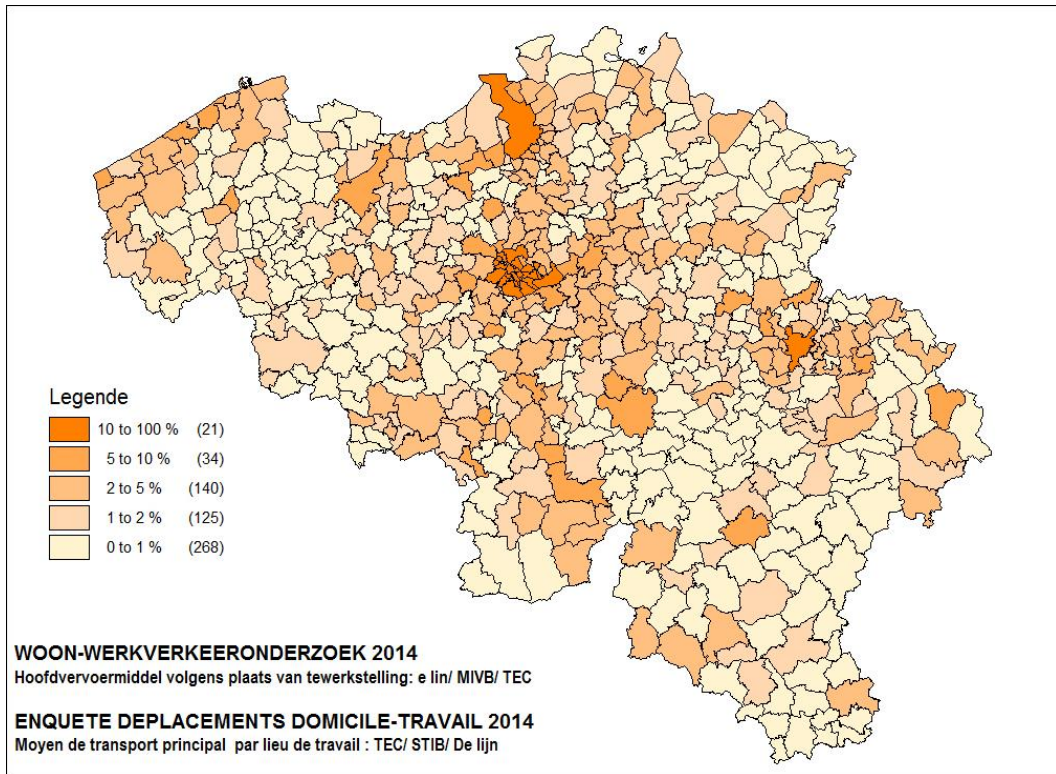 Legende
10 to 100 % (21)
5 to 10 % (34)
2 to 5 % (140)
1 to 2 % (125)
0 to 1 % (268)
WOON-WERKVERKEERONDERZOEK 2014
Hoofdvervoermiddel volgens plaats van tewerkstelling: e lin/ MIVB/ TEC
ENQUETE DEPLACEMENTS DOMICILE-TRAVAIL 2014
Moyen de transport principal par lieu de travail : TEC/ STIB/ De lijn